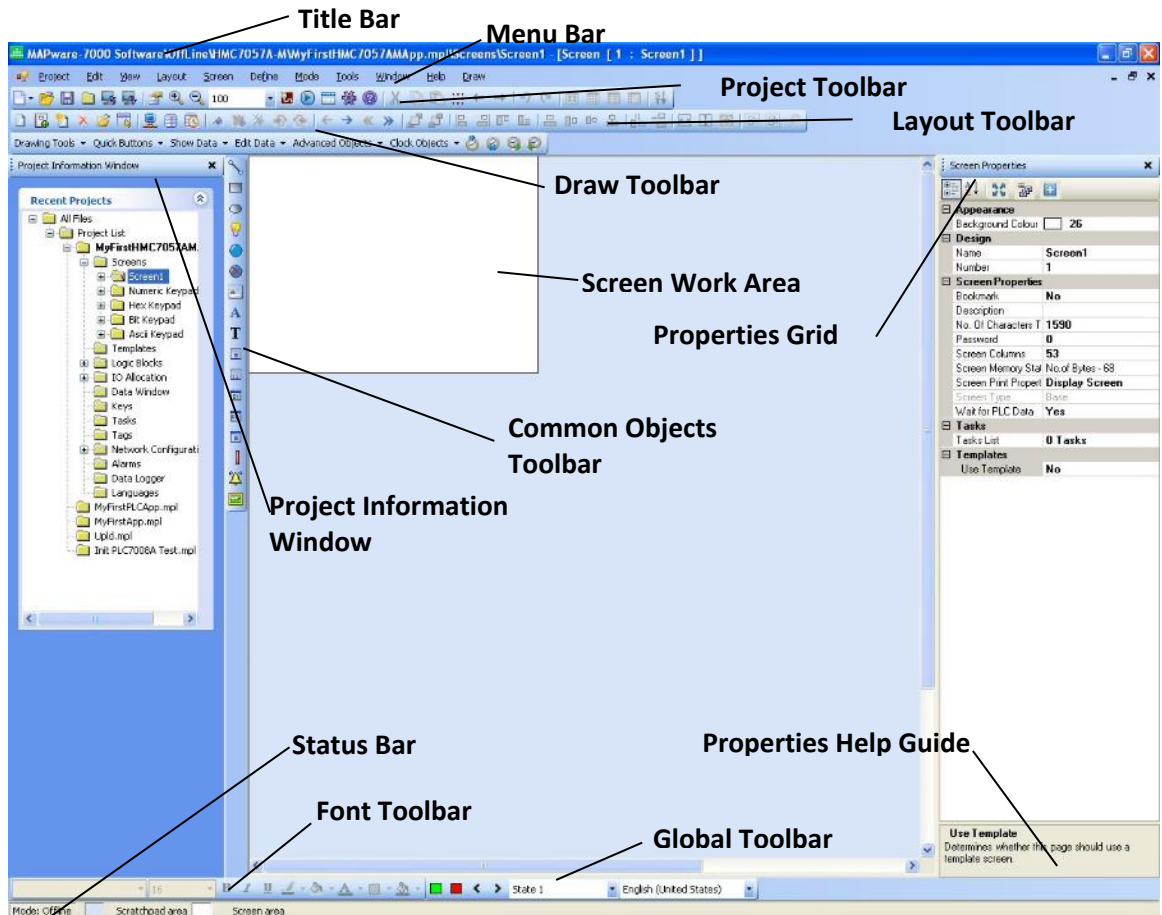 Title Bar
Menu Bar
MAPware-7000 Software\OffLine\HMC7057A-M\MyFirstHMC7057AMApp.mpl\Screens\Screen1 - [Screen [ 1 : Screen1 ] ]
Project Edit View Layout Screen Define Mode Tools Window Help Draw
100
Project Toolbar
Layout Toolbar
Drawing Tools Quick Buttons Show Data Edit Data Advanced Objects Clock Objects
Draw Toolbar
Project Information Window
Recent Projects
All Files
Project List
MyFirstHMC7057AM.
Screens
Screen1
Numeric Keypad
Hex Keypad
Bit Keypad
Ascii Keypad
Templates
Logic Blocks
IO Allocation
Data Window
Keys
Tasks
Tags
Network Configurati
Alarms
Data Logger
Languages
MyFirstPLCApp.mpl
MyFirstApp.mpl
Upld.mpl
Init PLC7008A Test.mpl
A
T
Screen Work Area
Properties Grid
Common Objects
Toolbar
Project Information
Window
Screen Properties
Appearance
Background Colour 26
Design
Name Screen1
Number 1
Screen Properties
Bookmark No
Description
No. Of Characters T 1590
Password 0
Screen Columns 53
Screen Memory Stat No.of Bytes - 68
Screen Print Propert Display Screen
Screen Type Base
Wait for PLC Data Yes
Tasks
Tasks List 0 Tasks
Templates
Use Template No
Status Bar
Properties Help Guide
Font Toolbar
Global Toolbar
Use Template
Determines whether this page should use a
template screen.
16 B I U A State 1 English (United States)
Mode: Offline Scratchpad area Screen area